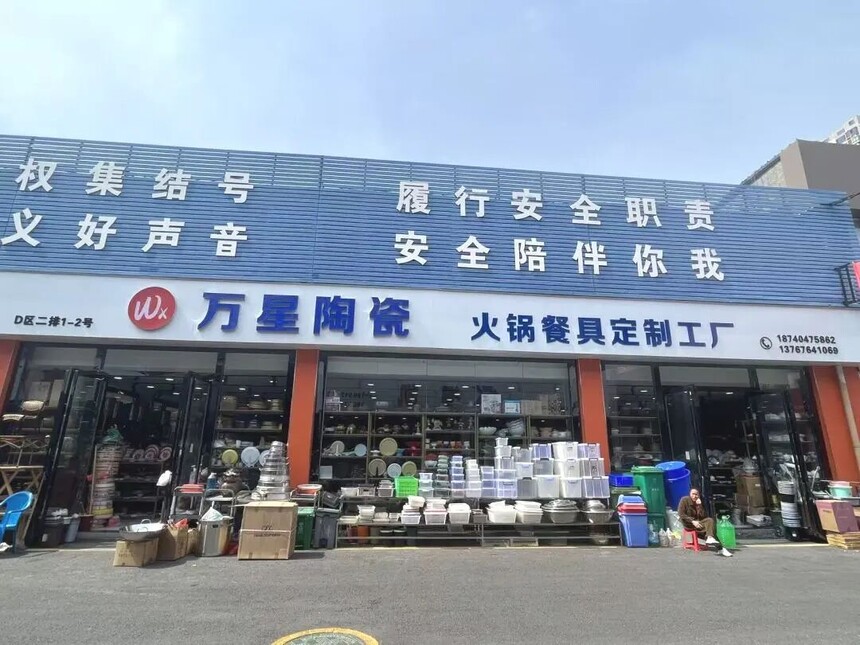 权集结号
义好声音
履行安全职责
安全陪伴你我
D区二排1-2号
Wx
万星陶瓷
火锅餐具定制工厂
18740475862
13767641069